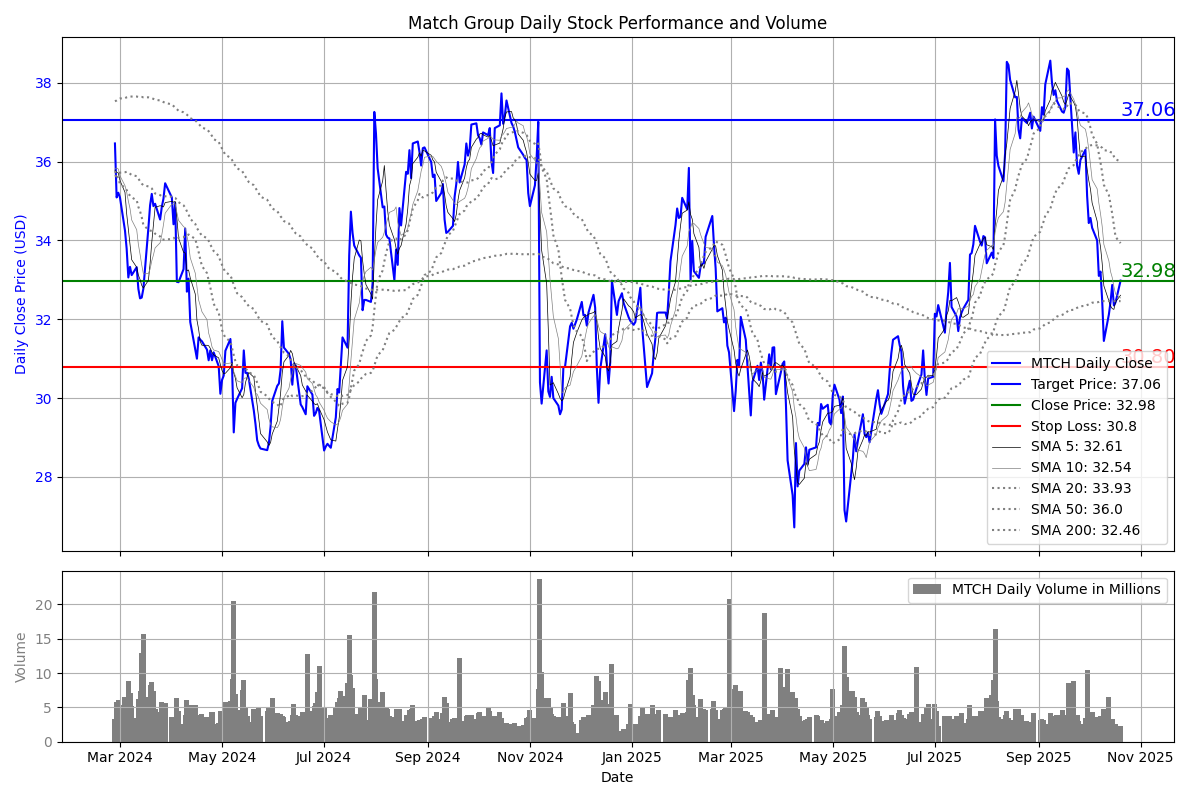 Match Group Daily Stock Performance and Volume
Daily Close Price (USD)
38
36
34
32
30
28
37.06
32.98
30.80
MTCH Daily Close
Target Price: 37.06
Close Price: 32.98
Stop Loss: 30.8
SMA 5: 32.61
SMA 10: 32.54
SMA 20: 33.93
SMA 50: 36.0
SMA 200: 32.46
Volume
20
15
10
5
0
MTCH Daily Volume in Millions
Mar 2024 May 2024 Jul 2024 Sep 2024 Nov 2024 Jan 2025 Mar 2025 May 2025 Jul 2025 Sep 2025 Nov 2025
Date